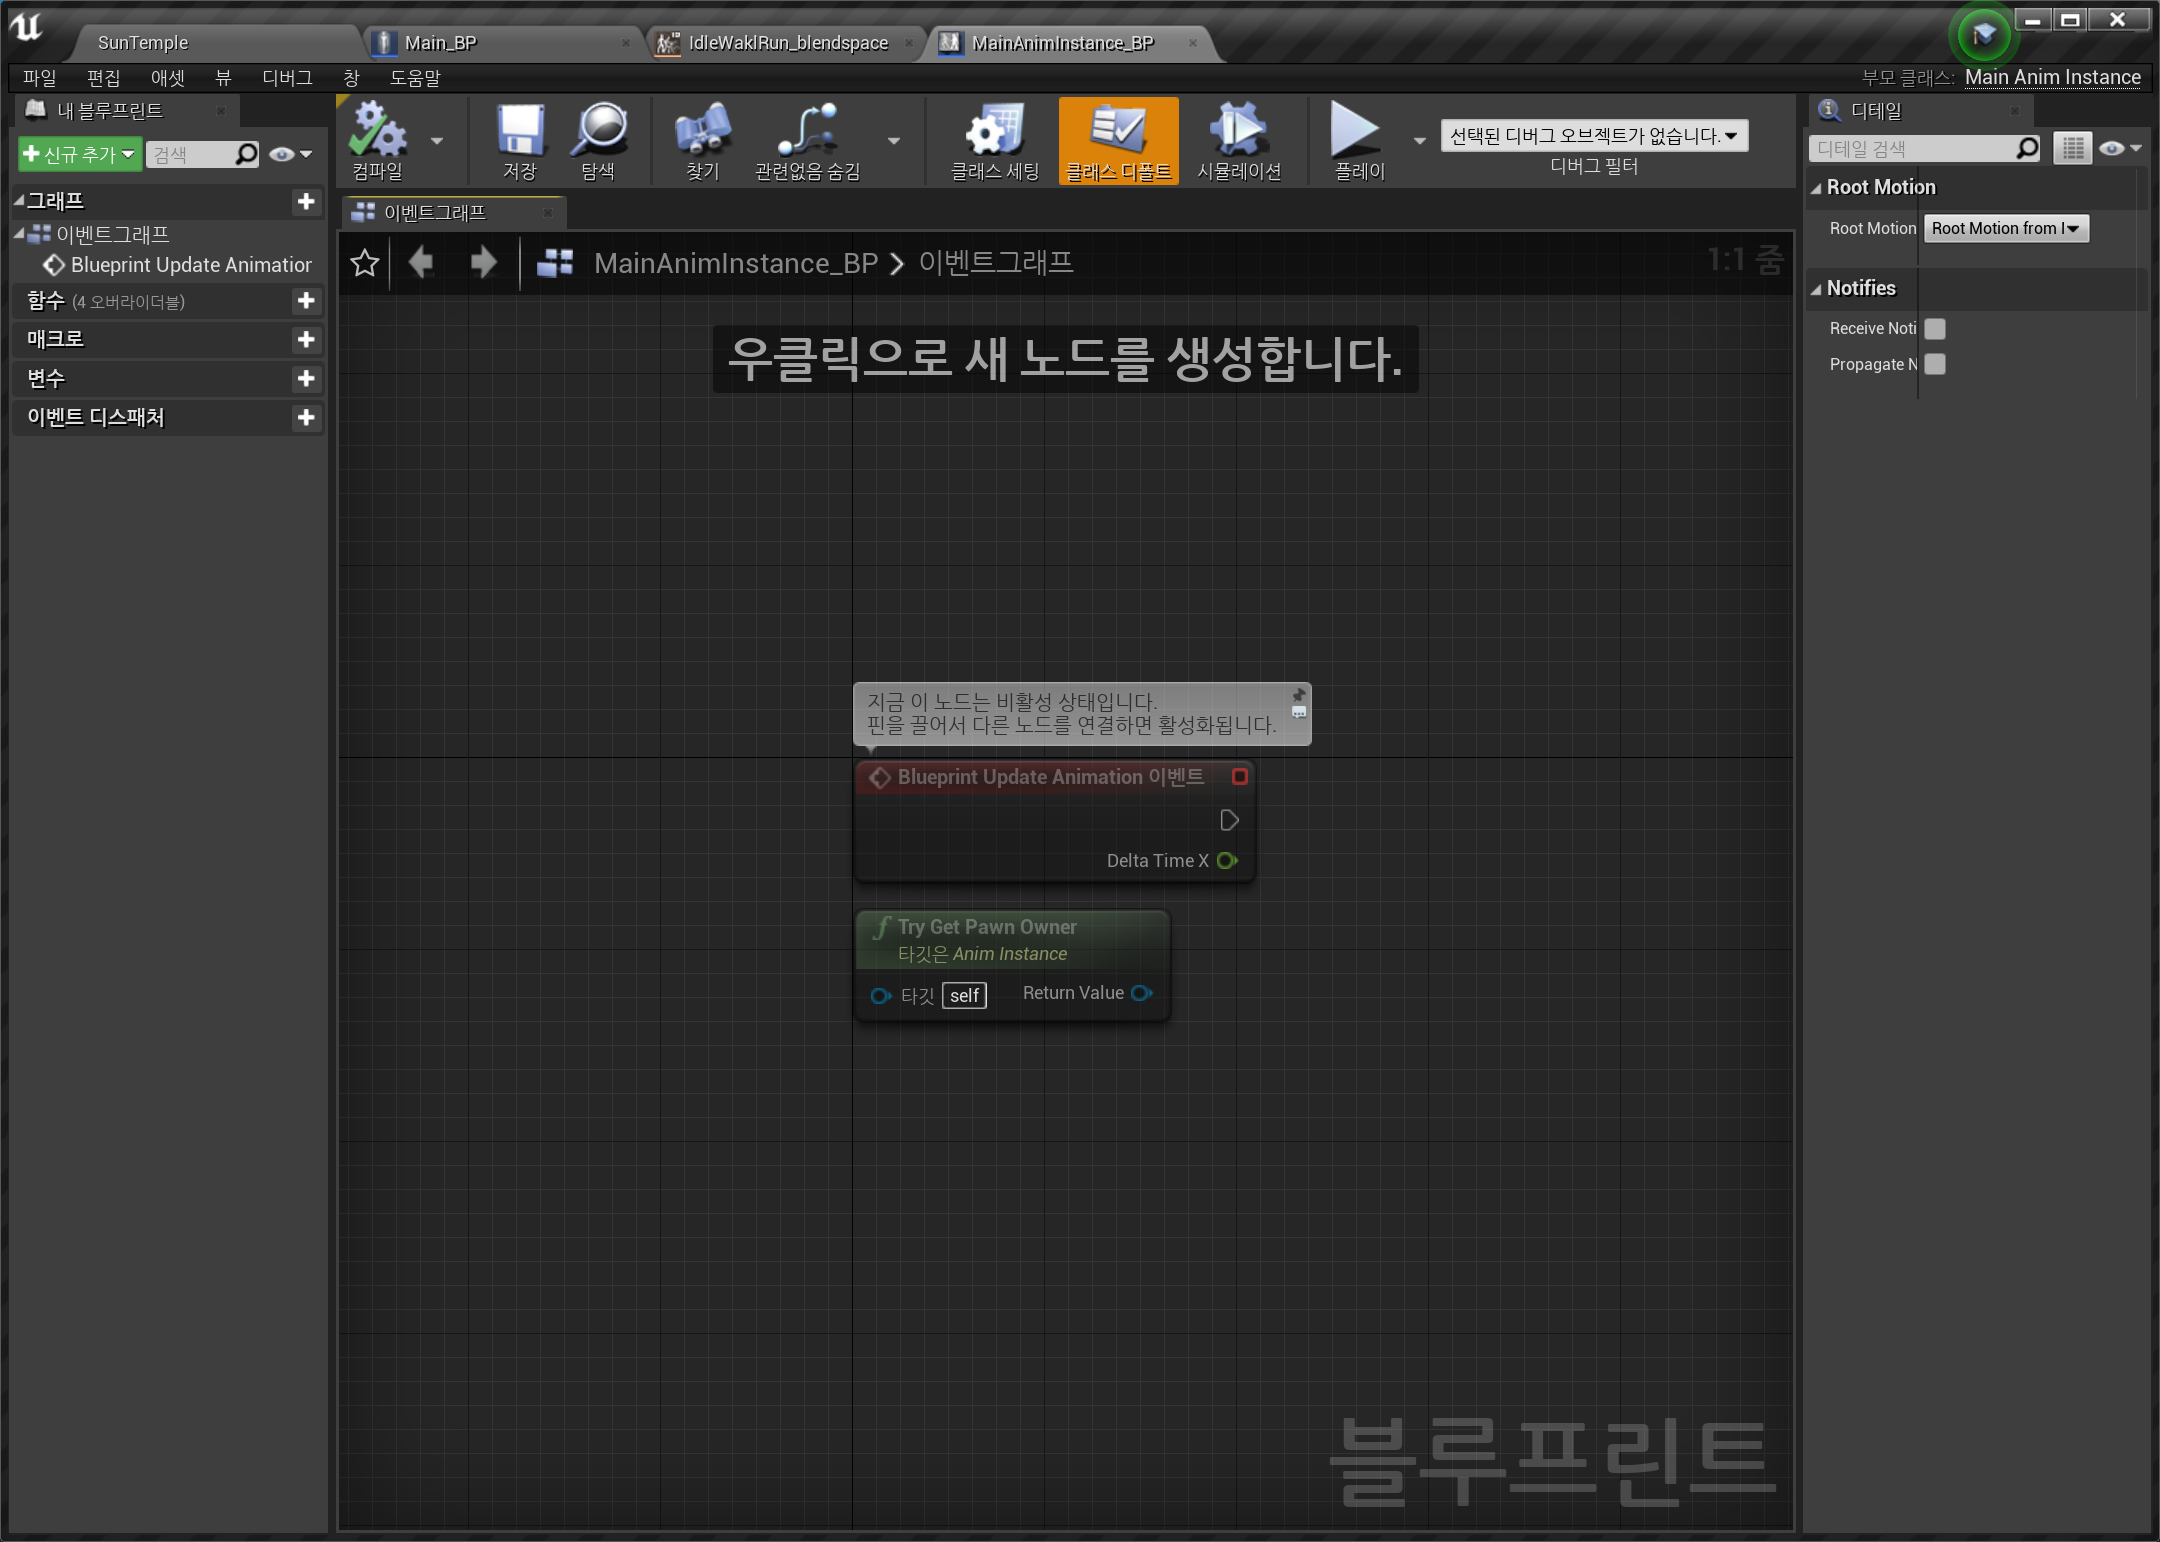 SunTemple
Main_BP
IdleWaklRun_blendspace
MainAnimInstance_BP
파일 편집 애셋 뷰 디버그 창 도움말
부모 클래스: Main Anim Instance
내 블루프린트
신규 추가
검색
그래프
이벤트그래프
Blueprint Update Animatior
함수 (4 오버라이더블)
매크로
변수
이벤트 디스패처
컴파일
저장
탐색
찾기
관련없음 숨김
클래스 세팅
클래스 디폴트
시뮬레이션
플레이
선택된 디버그 오브젝트가 없습니다.
디버그 필터
이벤트그래프
MainAnimInstance_BP > 이벤트그래프
1:1 줌
우클릭으로 새 노드를 생성합니다.
지금 이 노드는 비활성 상태입니다.
핀을 끌어서 다른 노드를 연결하면 활성화됩니다.
Blueprint Update Animation 이벤트
Delta Time X
f Try Get Pawn Owner
타깃은 Anim Instance
타깃 self Return Value
블루프린트
디테일
디테일 검색
Root Motion
Root Motion Root Motion from I
Notifies
Receive Noti
Propagate N